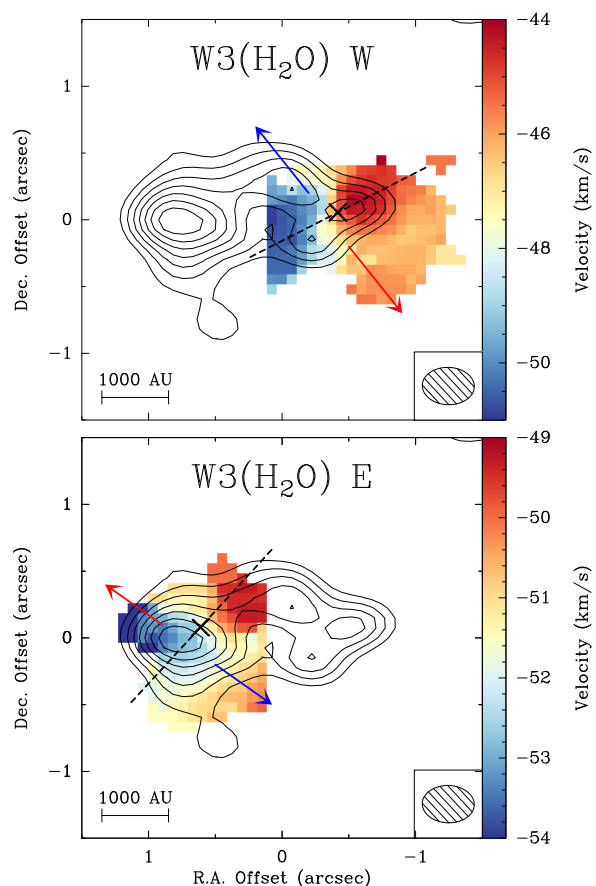 W3(H₂O) W
Dec. Offset (arcsec)
1
0
−1
1000 AU
−44
−46
−48
−50
Velocity (km/s)
W3(H₂O) E
Dec. Offset (arcsec)
1
0
−1
1000 AU
−49
−50
−51
−52
−53
−54
Velocity (km/s)
1 0 −1
R.A. Offset (arcsec)